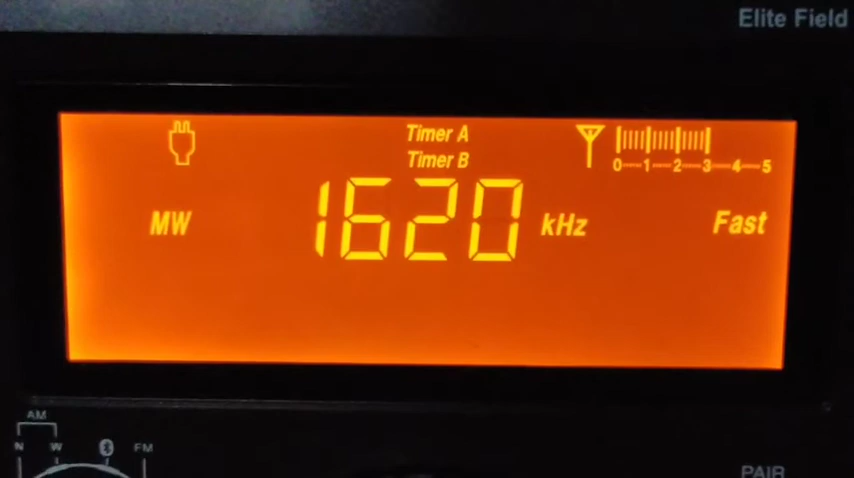 Elite Field
Timer A
Timer B
0 1 2 3 4 5
MW 1620 kHz Fast
AM
N W FM
PAIR